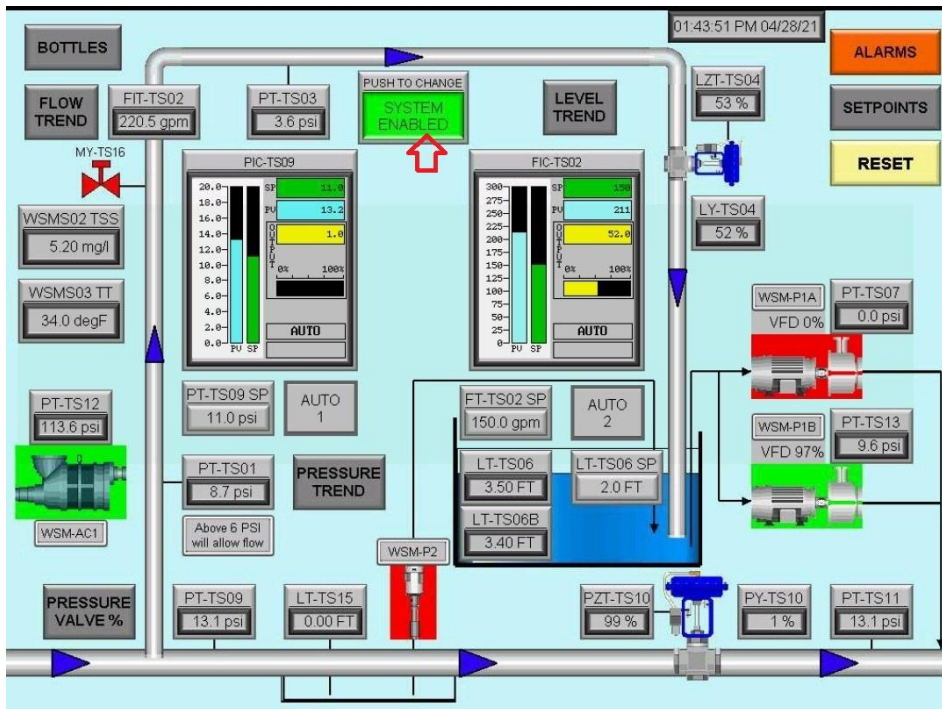 01:43:51 PM 04/28/21
BOTTLES
ALARMS
FLOW
TREND
FIT-TS02
220.5 gpm
PT-TS03
3.6 psi
PUSH TO CHANGE
SYSTEM
ENABLED
LEVEL
TREND
LZT-TS04
53 %
SETPOINTS
MY-TS16
RESET
PIC-TS09
20.0
18.0
16.0
14.0
12.0
10.0
8.0
6.0
4.0
2.0
0.0
PV SP
SP 11.0
PV 13.2
OUTPUT 1.0
0% 100%
AUTO
FIC-TS02
300
275
250
225
200
175
150
125
100
75
50
25
0
PV SP
SP 150
PV 211
OUTPUT 52.0
0% 100%
AUTO
WSMS02 TSS
5.20 mg/l
LY-TS04
52 %
WSMS03 TT
34.0 degF
WSM-P1A
VFD 0%
PT-TS07
0.0 psi
PT-TS12
113.6 psi
WSM-AC1
PT-TS09 SP
11.0 psi
AUTO
1
FT-TS02 SP
150.0 gpm
AUTO
2
WSM-P1B
VFD 97%
PT-TS13
9.6 psi
PT-TS01
8.7 psi
PRESSURE
TREND
LT-TS06
3.50 FT
LT-TS06 SP
2.0 FT
Above 6 PSI
will allow flow
LT-TS06B
3.40 FT
WSM-P2
PRESSURE
VALVE %
PT-TS09
13.1 psi
LT-TS15
0.00 FT
PZT-TS10
99 %
PY-TS10
1 %
PT-TS11
13.1 psi